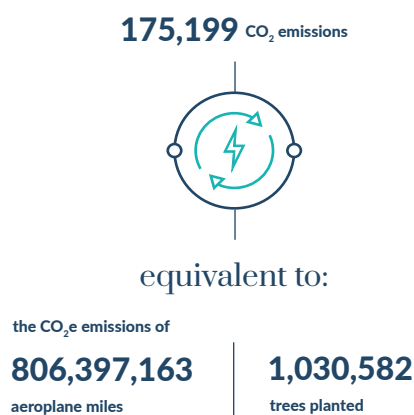 175,199 CO₂ emissions
equivalent to:
the CO₂e emissions of
806,397,163
aeroplane miles
1,030,582
trees planted